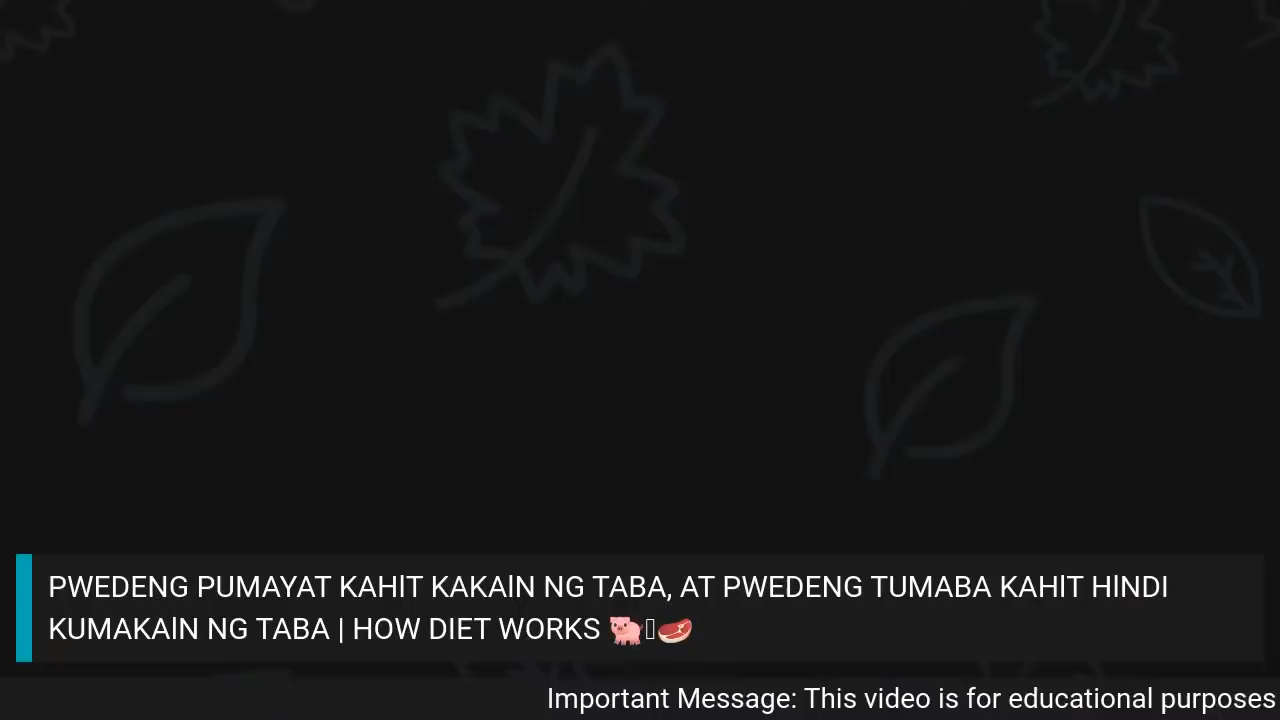 PWEDENG PUMAYAT KAHIT KAKAIN NG TABA, AT PWEDENG TUMABA KAHIT HINDI
KUMAKAIN NG TABA | HOW DIET WORKS 🐖▯🥩
Important Message: This video is for educational purposes